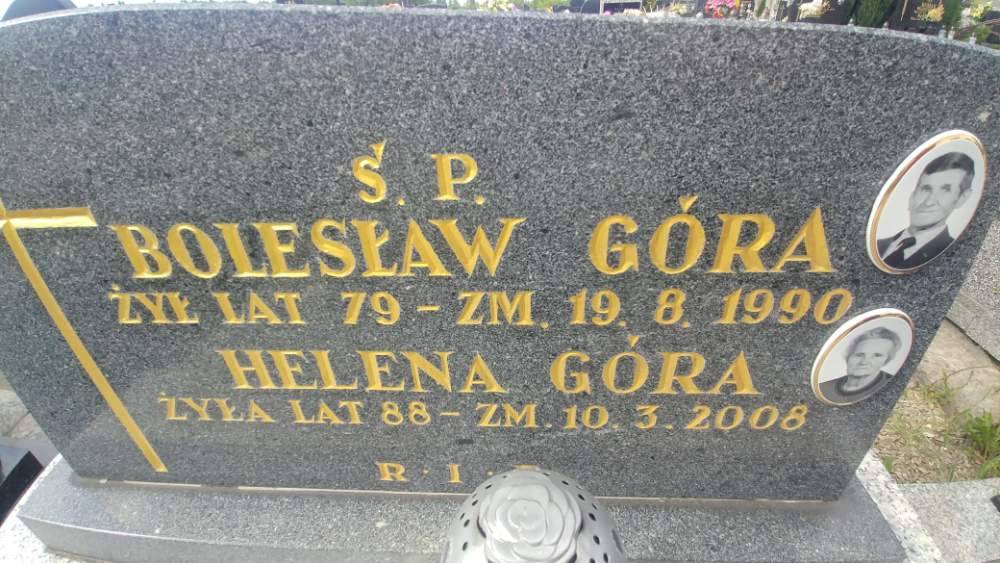 Ś. P.
BOLESŁAW GÓRA
ŻYŁ LAT 79 – ZM. 19. 8. 1990
HELENA GÓRA
ŻYŁA LAT 88 – ZM. 10. 3. 2008
R · I ·